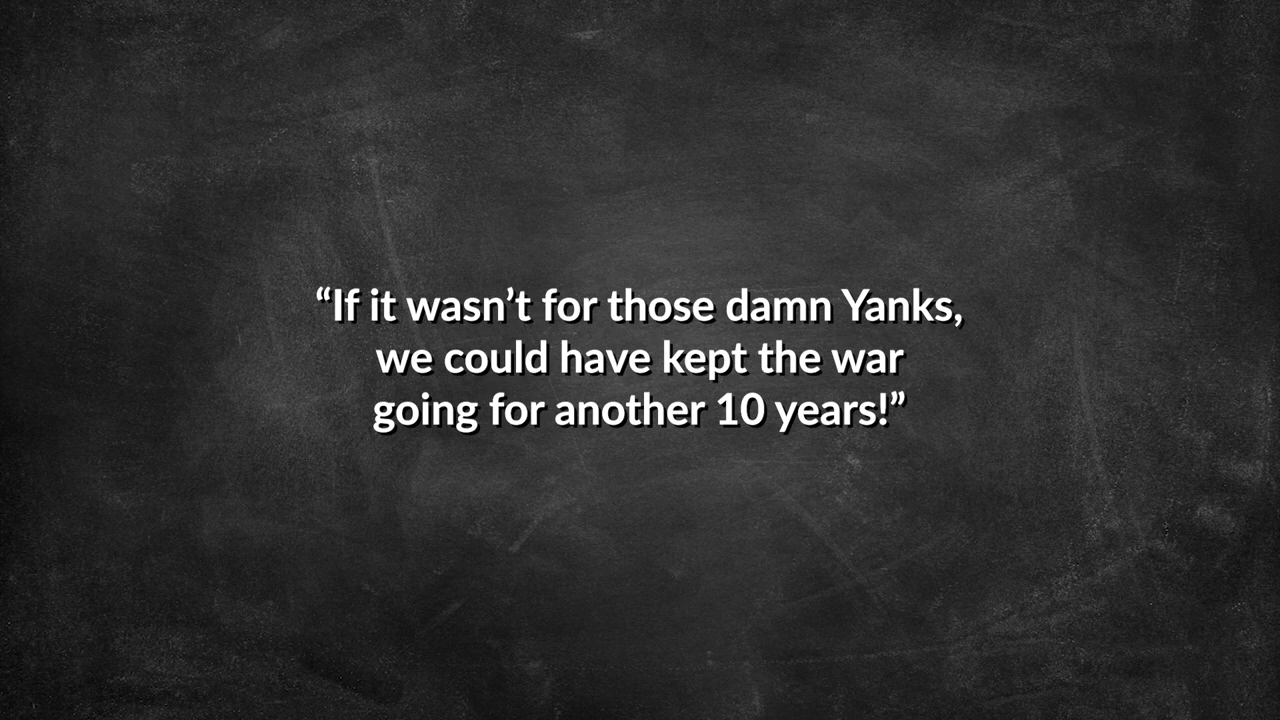 “If it wasn’t for those damn Yanks,
we could have kept the war
going for another 10 years!”